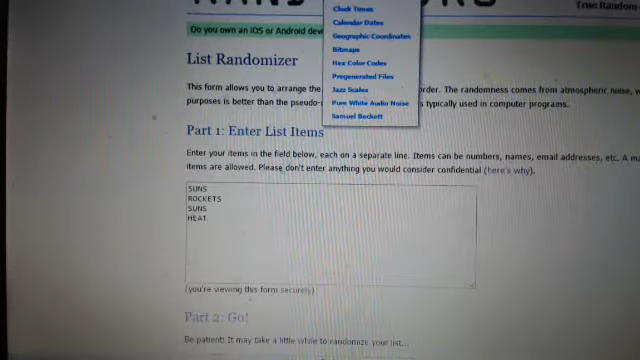 True Random
Clock Times
Do you own an iOS or Android
Calendar Dates
Geographic Coordinates
Bitmaps
List Randomizer
Hex Color Codes
Pregenerated Files
This form allows you to arrange the
order. The randomness comes from atmospheric noise,
Jazz Scales
purposes is better than the
typically used in computer programs.
Pure White Audio Noise
Samuel Beckett
Part 1: Enter List Items
Enter your items in the field below, each on a separate line. Items can be numbers, names, email addresses, etc. A
items are allowed. Please don't enter anything you would consider confidential (here's why).
SUNS
ROCKETS
SUNS
HEAT
(you're viewing this form securely)
Part 2: Go!
Be patient! It may take a little while to randomize your list...